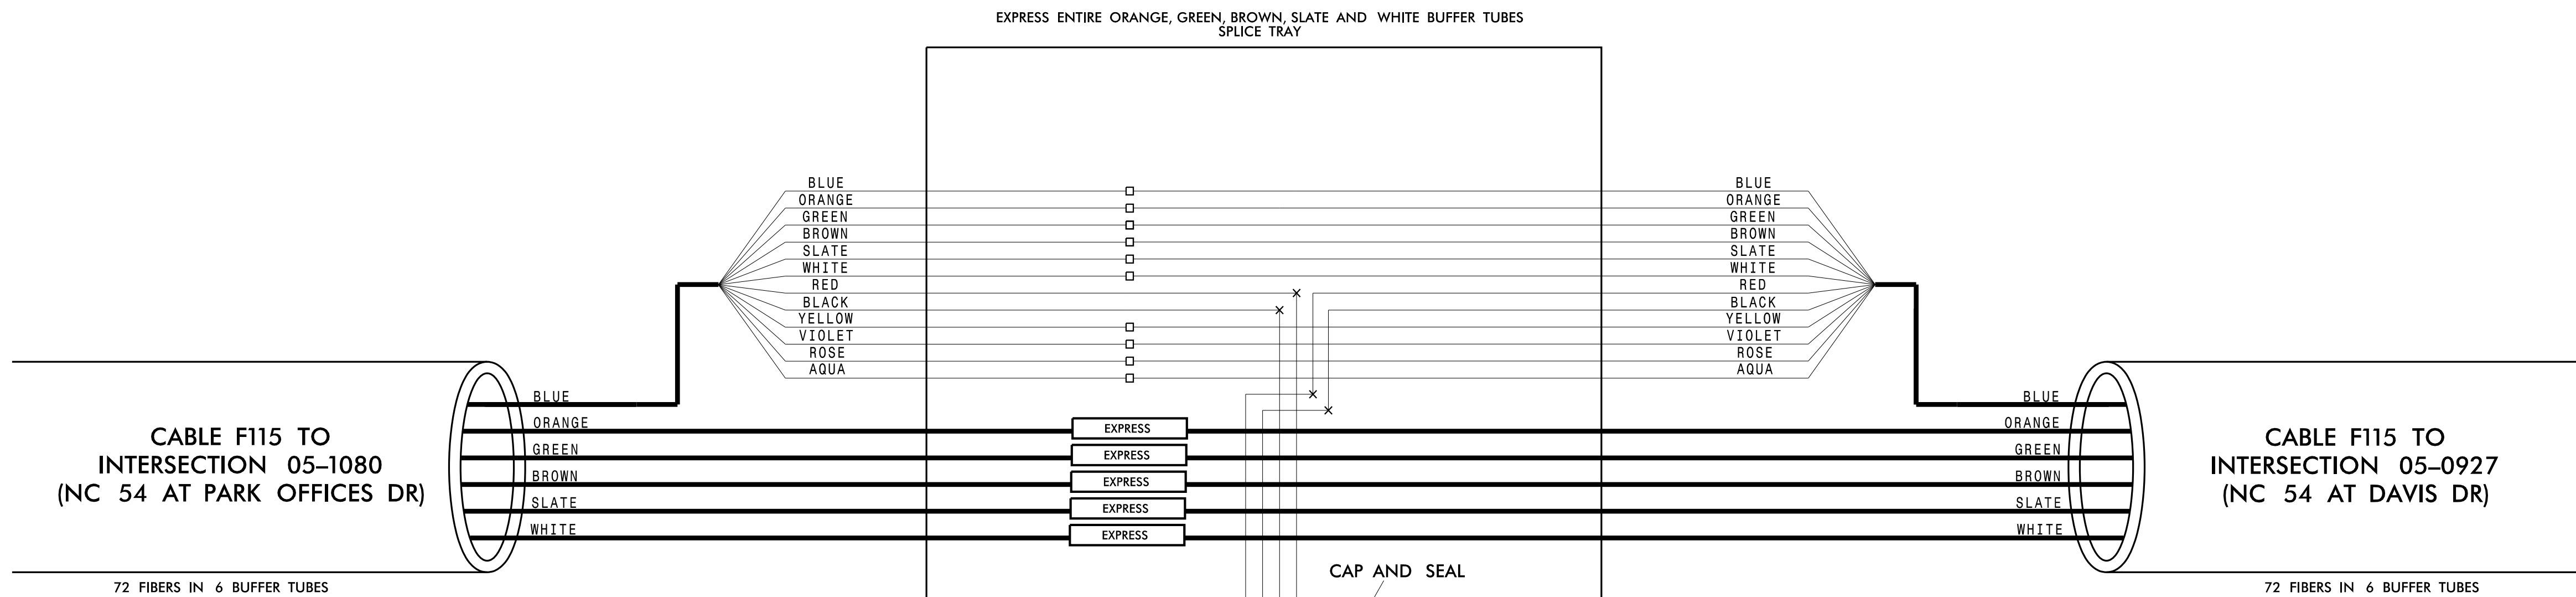 EXPRESS ENTIRE ORANGE, GREEN, BROWN, SLATE AND WHITE BUFFER TUBES
SPLICE TRAY
BLUE
ORANGE
GREEN
BROWN
SLATE
WHITE
RED
BLACK
YELLOW
VIOLET
ROSE
AQUA
BLUE
ORANGE
GREEN
BROWN
SLATE
WHITE
RED
BLACK
YELLOW
VIOLET
ROSE
AQUA
CABLE F115 TO
INTERSECTION 05-1080
(NC 54 AT PARK OFFICES DR)
72 FIBERS IN 6 BUFFER TUBES
BLUE
ORANGE
GREEN
BROWN
SLATE
WHITE
EXPRESS
EXPRESS
EXPRESS
EXPRESS
EXPRESS
CAP AND SEAL
BLUE
ORANGE
GREEN
BROWN
SLATE
WHITE
CABLE F115 TO
INTERSECTION 05-0927
(NC 54 AT DAVIS DR)
72 FIBERS IN 6 BUFFER TUBES